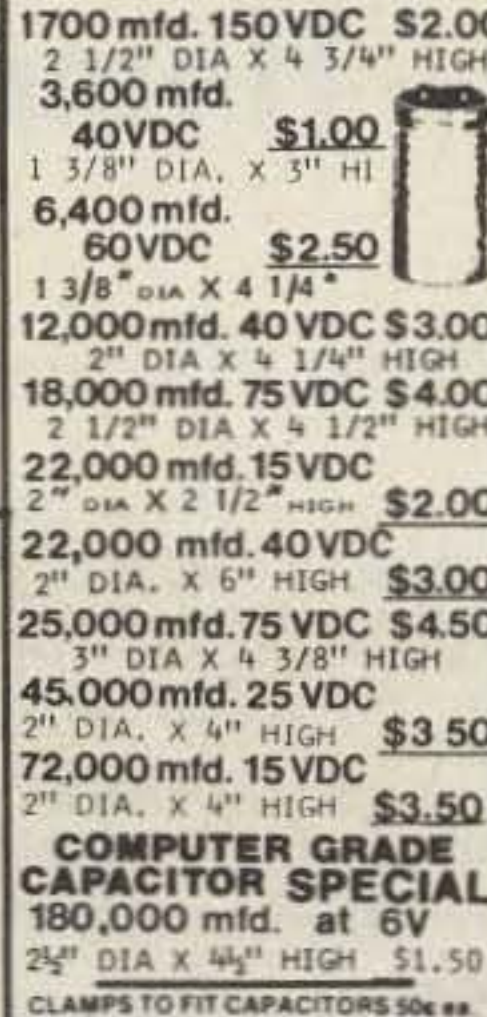 1700 mfd. 150 VDC $2.00
2 1/2" DIA X 4 3/4" HIGH
3,600 mfd.
40 VDC $1.00
1 3/8" DIA. X 3" HI
6,400 mfd.
60 VDC $2.50
1 3/8" DIA X 4 1/4"
12,000 mfd. 40 VDC $3.00
2" DIA X 4 1/4" HIGH
18,000 mfd. 75 VDC $4.00
2 1/2" DIA X 4 1/2" HIGH
22,000 mfd. 15 VDC
2" DIA X 2 1/2" HIGH $2.00
22,000 mfd. 40 VDC
2" DIA. X 6" HIGH $3.00
25,000 mfd. 75 VDC $4.50
3" DIA X 4 3/8" HIGH
45.000 mfd. 25 VDC
2" DIA. X 4" HIGH $3 50
72,000 mfd. 15 VDC
2" DIA. X 4" HIGH $3.50
COMPUTER GRADE
CAPACITOR SPECIAL
180,000 mfd. at 6V
2½" DIA X 4½" HIGH $1.50
CLAMPS TO FIT CAPACITORS 50¢ ea.